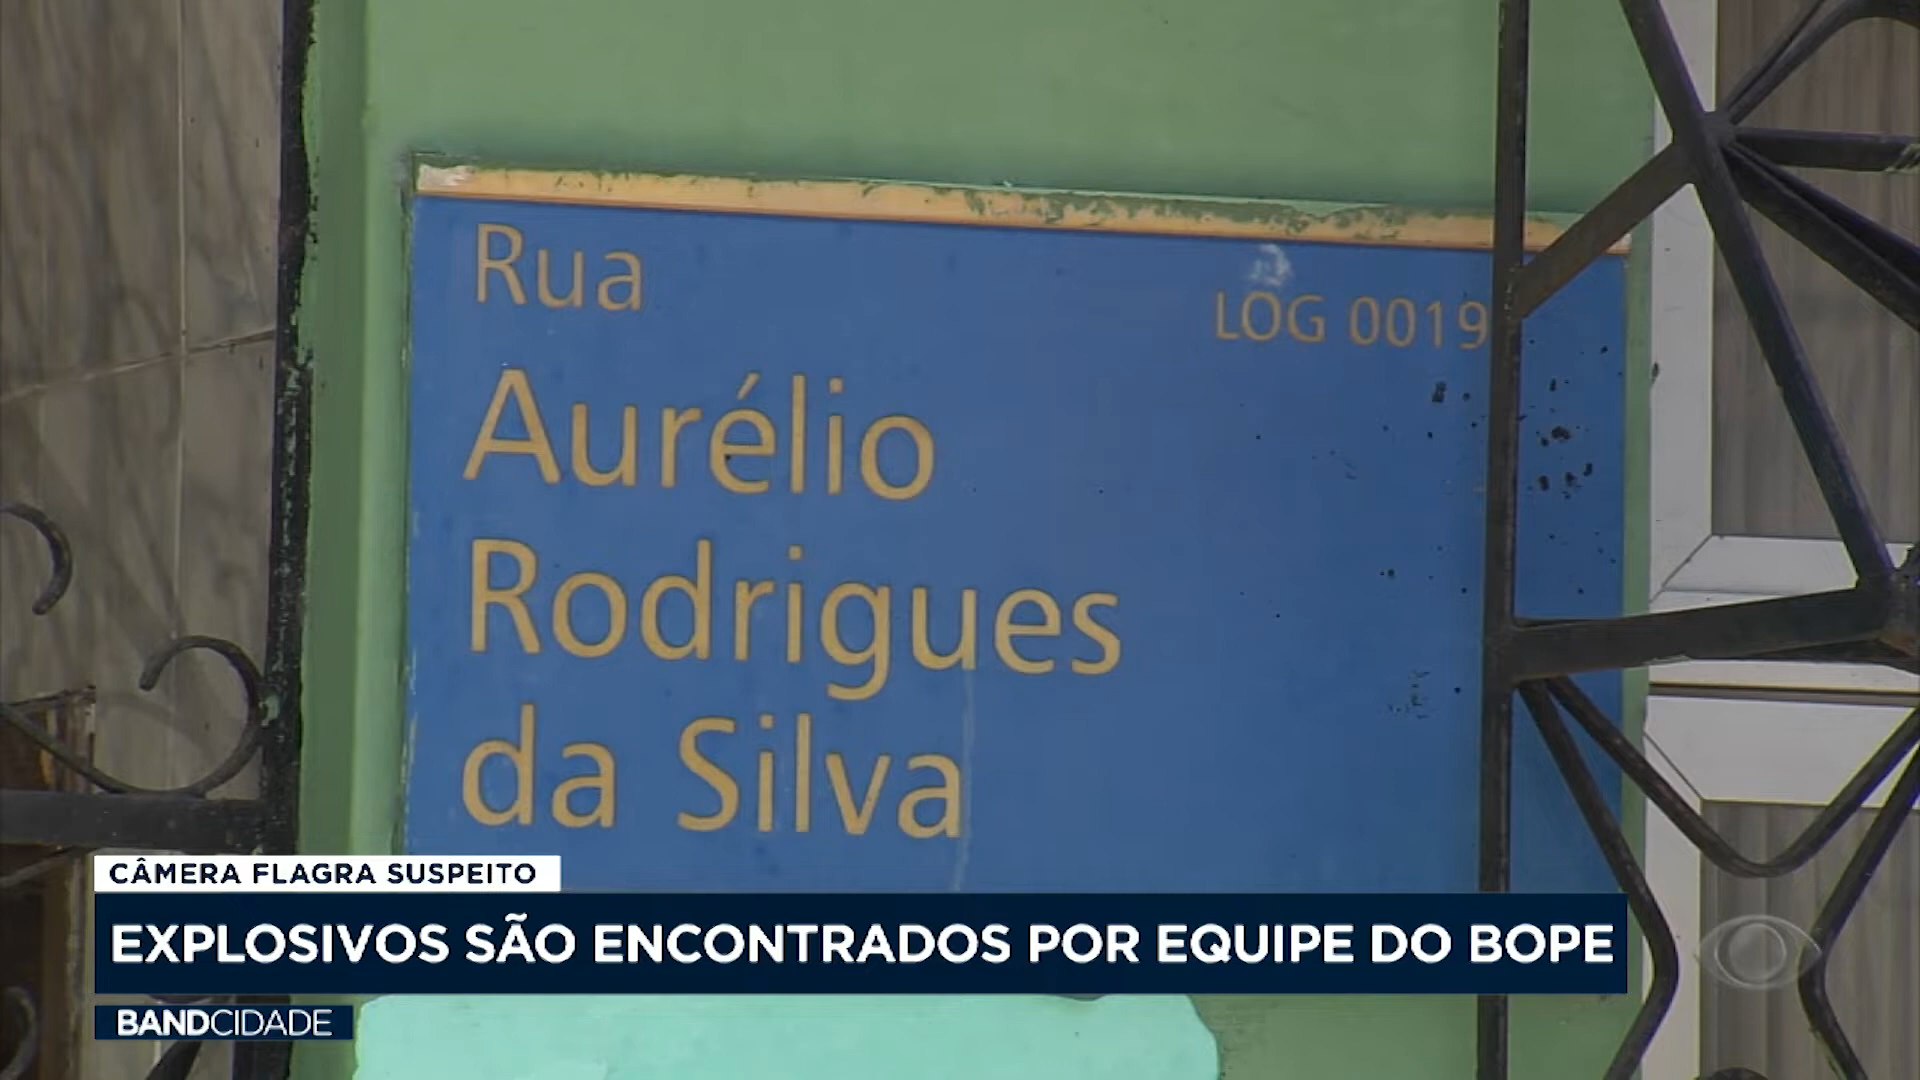 Rua
LOG 0019
Aurélio
Rodrigues
da Silva
CÂMERA FLAGRA SUSPEITO
EXPLOSIVOS SÃO ENCONTRADOS POR EQUIPE DO BOPE
BANDCIDADE